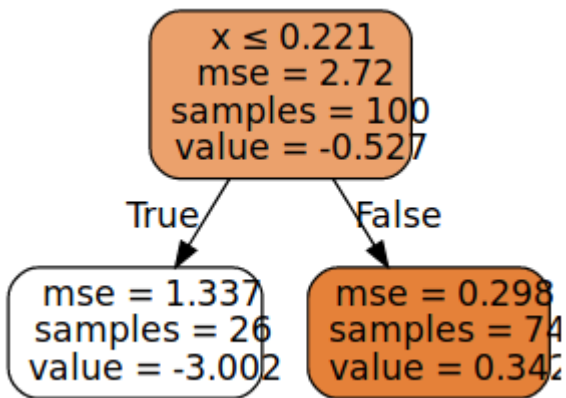 x ≤ 0.221
mse = 2.72
samples = 100
value = -0.527
True
False
mse = 1.337
samples = 26
value = -3.002
mse = 0.298
samples = 74
value = 0.342